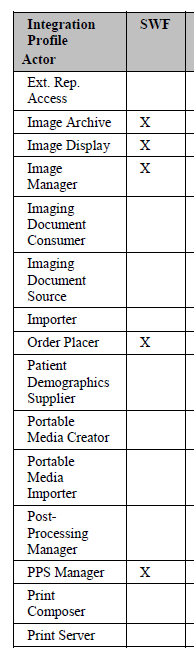 Integration SWF
Profile
Actor
Ext. Rep.
Access
Image Archive X
Image Display X
Image X
Manager
Imaging
Document
Consumer
Imaging
Document
Source
Importer
Order Placer X
Patient
Demographics
Supplier
Portable
Media Creator
Portable
Media
Importer
Post-
Processing
Manager
PPS Manager X
Print
Composer
Print Server